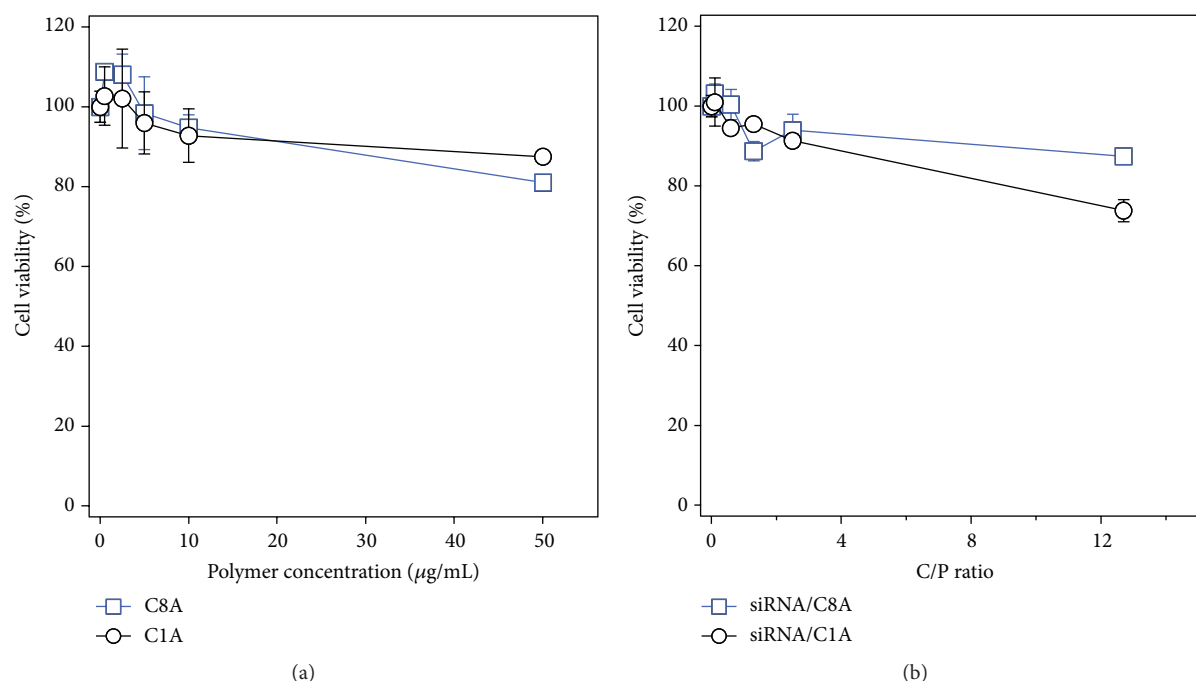 120
100
80
60
40
20
0
Cell viability (%)
0 10 20 30 40 50
Polymer concentration (μg/mL)
C8A
C1A
(a)
120
100
80
60
40
20
0
Cell viability (%)
0 4 8 12
C/P ratio
siRNA/C8A
siRNA/C1A
(b)